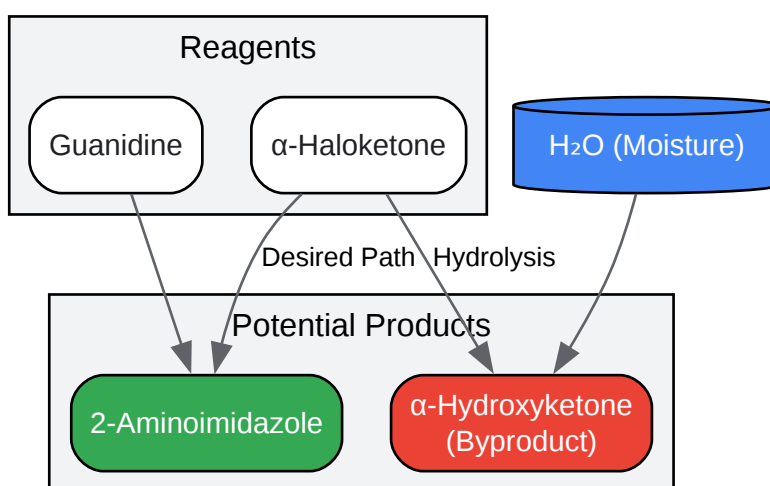 Reagents
Guanidine
α-Haloketone
H₂O (Moisture)
Desired Path
Hydrolysis
Potential Products
2-Aminoimidazole
α-Hydroxyketone
(Byproduct)